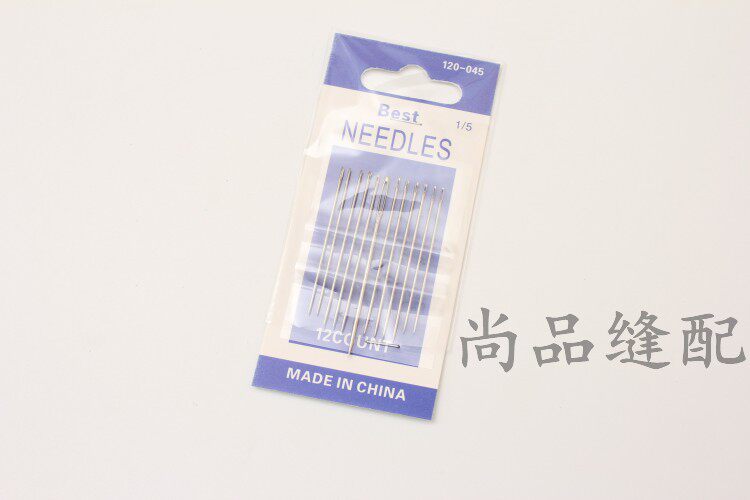 120-045
Best
1/5
NEEDLES
12COUNT
MADE IN CHINA
尚品缝配